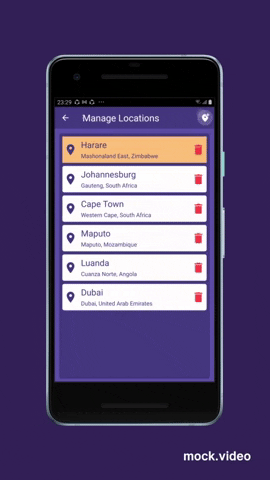 23:29
Manage Locations
Harare
Mashonaland East, Zimbabwe
Johannesburg
Gauteng, South Africa
Cape Town
Western Cape, South Africa
Maputo
Maputo, Mozambique
Luanda
Cuanza Norte, Angola
Dubai
Dubai, United Arab Emirates
mock.video